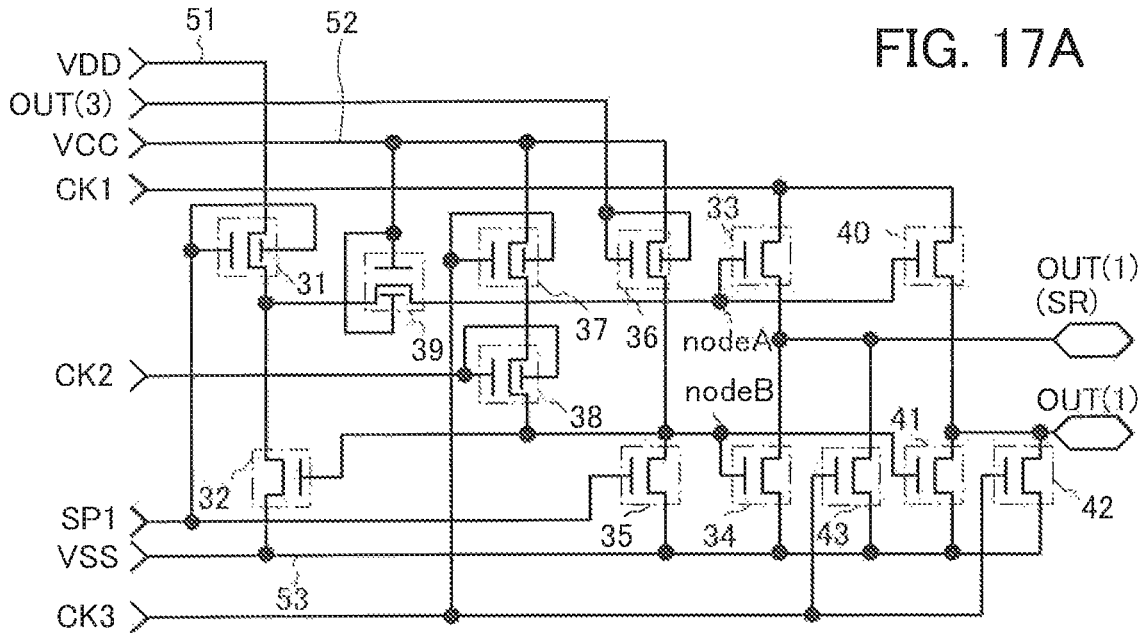 FIG. 17A
51
52
VDD
OUT(3)
VCC
CK1
33
40
31
39
37
36
OUT(1)
(SR)
nodeA
CK2
nodeB
38
OUT(1)
41
32
42
SP1
35
34
43
VSS
53
CK3